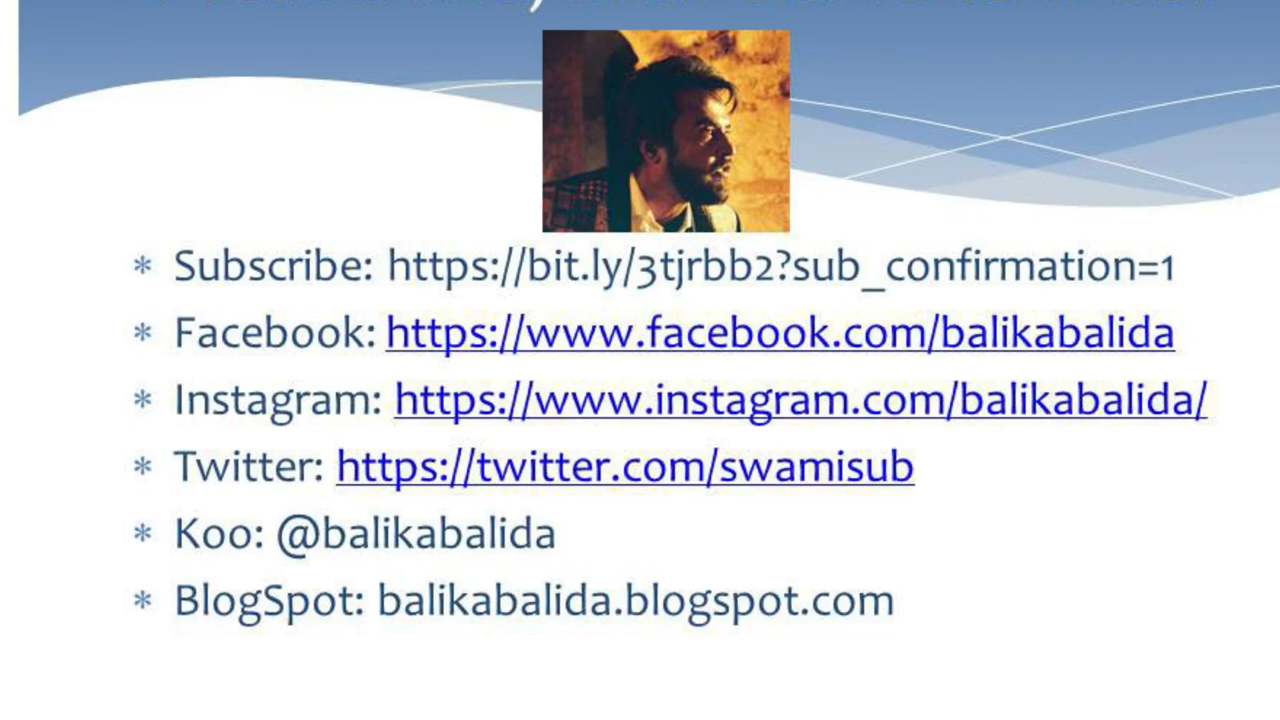 * Subscribe: https://bit.ly/3tjrbb2?sub_confirmation=1
* Facebook: https://www.facebook.com/balikabalida
* Instagram: https://www.instagram.com/balikabalida/
* Twitter: https://twitter.com/swamisub
* Koo: @balikabalida
* BlogSpot: balikabalida.blogspot.com